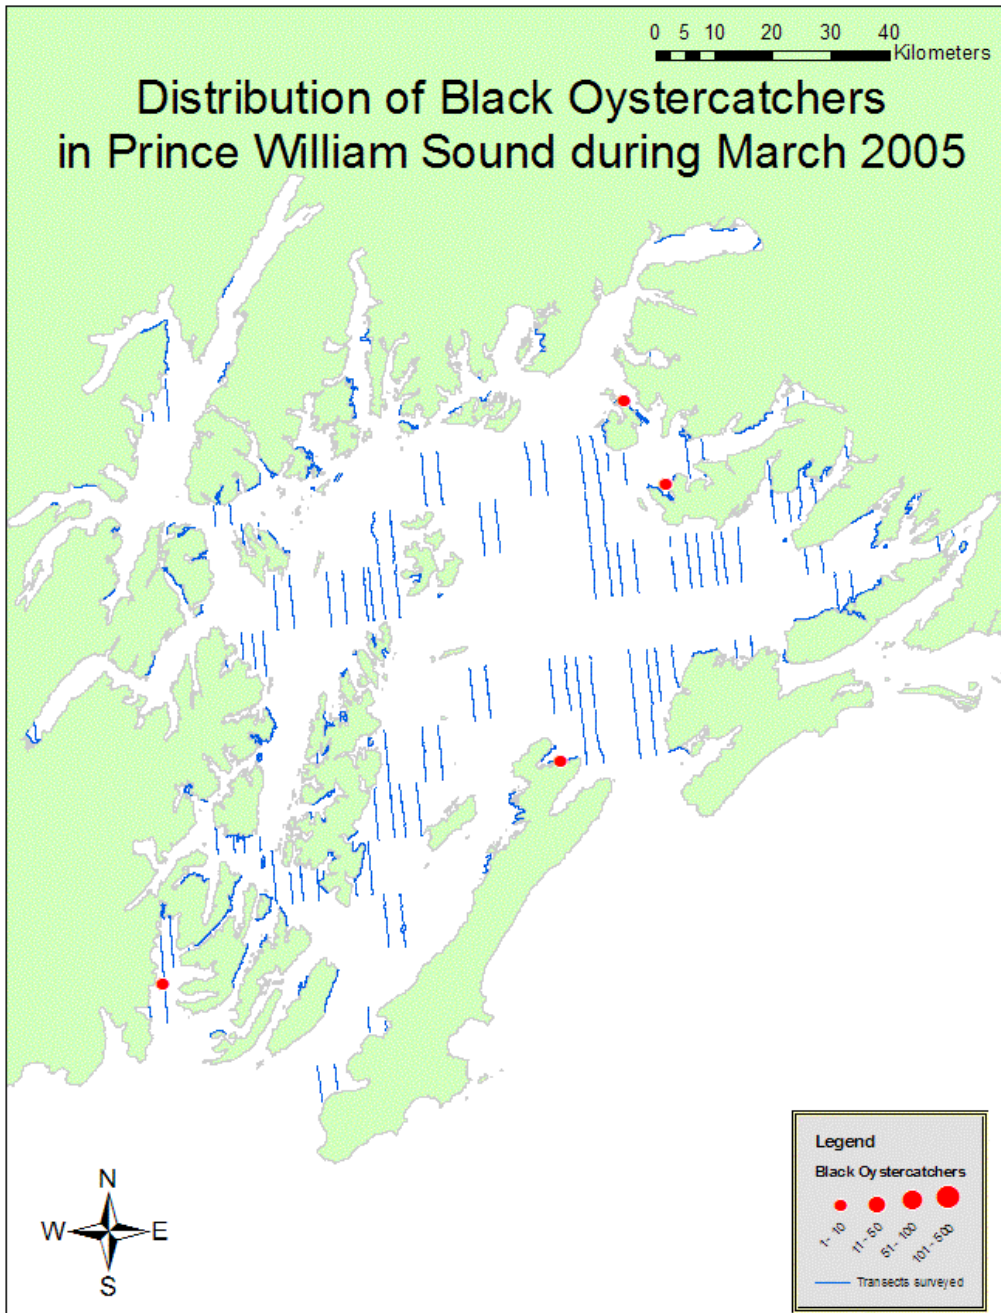 0 5 10 20 30 40
Kilometers
Distribution of Black Oystercatchers
in Prince William Sound during March 2005
N
W E
S
Legend
Black Oystercatchers
1 - 10 11 - 50 51 - 100 101 - 500
Transects surveyed